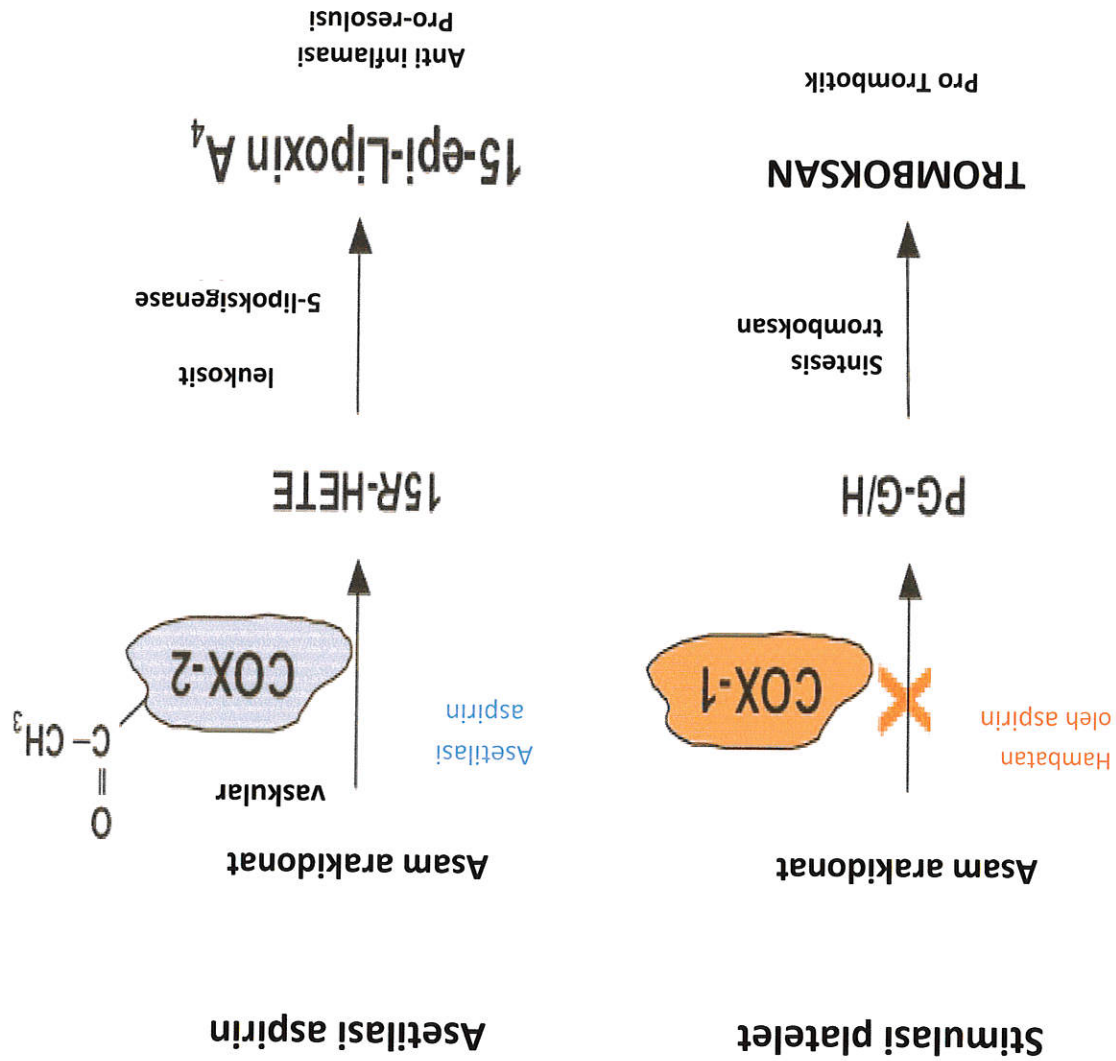 Stimulasi platelet
Asam arakidonat
Hambatan
oleh aspirin
COX-1
PG-G/H
Sintesis
tromboksan
TROMBOKSAN
Pro Trombotik
Asetilasi aspirin
Asam arakidonat
vaskular
Asetilasi
aspirin
COX-2
O
C – CH₃
15R-HETE
leukosit
5-lipoksigenase
15-epi-Lipoxin A₄
Anti inflamasi
Pro-resolusi